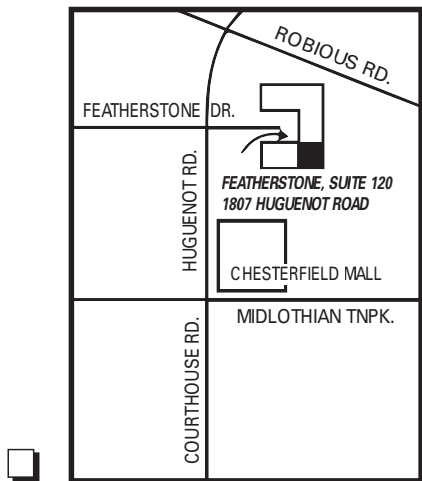 ROBIOUS RD.
FEATHERSTONE DR.
HUGUENOT RD.
FEATHERSTONE, SUITE 120
1807 HUGUENOT ROAD
CHESTERFIELD MALL
MIDLOTHIAN TNPK.
COURTHOUSE RD.